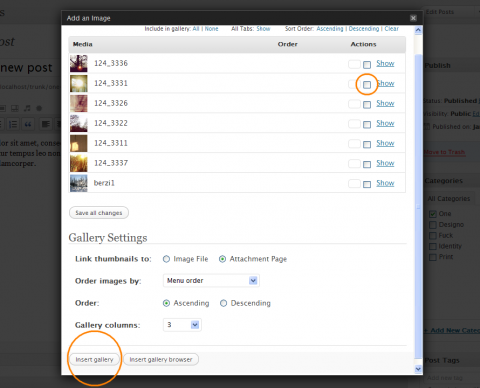 Add an Image
Include in gallery: All | None All Tabs: Show Sort Order: Ascending | Descending | Clear
Media Order Actions
124_3336 Show
124_3331 Show
124_3326 Show
124_3322 Show
124_3311 Show
124_3337 Show
berzi1 Show
Save all changes
Gallery Settings
Link thumbnails to: Image File Attachment Page
Order images by: Menu order
Order: Ascending Descending
Gallery columns: 3
Insert gallery Insert gallery browser
Edit Posts
ost
new post
Publish
Status: Published
Visibility: Public
Published on:
Move to Trash
Categories
All Categories
One
Designs
Identity
Print
+ Add New Cate
Post Tags